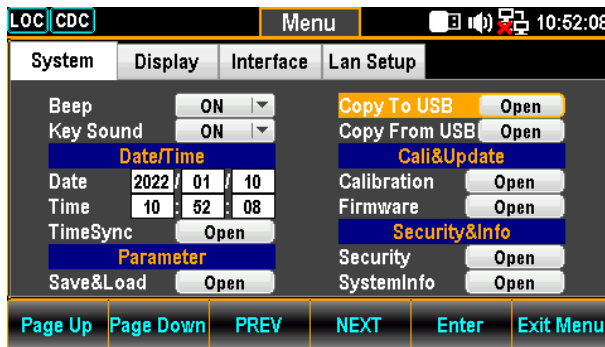 LOC CDC Menu 10:52:08
System Display Interface Lan Setup
Beep ON
Key Sound ON
Date/Time
Date 2022 / 01 / 10
Time 10 : 52 : 08
TimeSync Open
Parameter
Save&Load Open
Copy To USB Open
Copy From USB Open
Cali&Update
Calibration Open
Firmware Open
Security&Info
Security Open
SystemInfo Open
Page Up Page Down PREV NEXT Enter Exit Menu